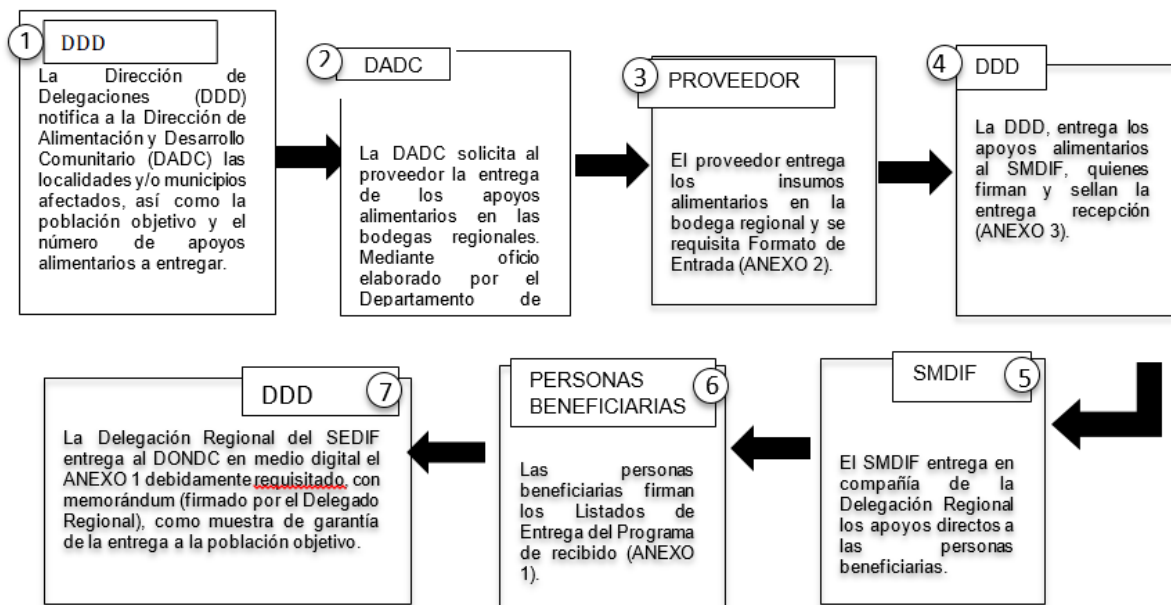 1
DDD
La Dirección de
Delegaciones (DDD)
notifica a la Dirección de
Alimentación y Desarrollo
Comunitario (DADC) las
localidades y/o municipios
afectados, así como la
población objetivo y el
número de apoyos
alimentarios a entregar.
2
DADC
La DADC solicita al
proveedor la entrega
de los apoyos
alimentarios en las
bodegas regionales.
Mediante oficio
elaborado por el
Departamento de
3
PROVEEDOR
El proveedor entrega
los insumos
alimentarios en la
bodega regional y se
requisita Formato de
Entrada (ANEXO 2).
4
DDD
La DDD, entrega los
apoyos alimentarios
al SMDIF, quienes
firman y sellan la
entrega recepción
(ANEXO 3).
SMDIF
5
El SMDIF entrega en
compañía de la
Delegación Regional
los apoyos directos a
las personas
beneficiarias.
PERSONAS
BENEFICIARIAS
6
Las personas
beneficiarias firman
los Listados de
Entrega del Programa
de recibido (ANEXO
1).
DDD
7
La Delegación Regional del SEDIF
entrega al DONDC en medio digital el
ANEXO 1 debidamente requisitado, con
memorándum (firmado por el Delegado
Regional), como muestra de garantía
de la entrega a la población objetivo.